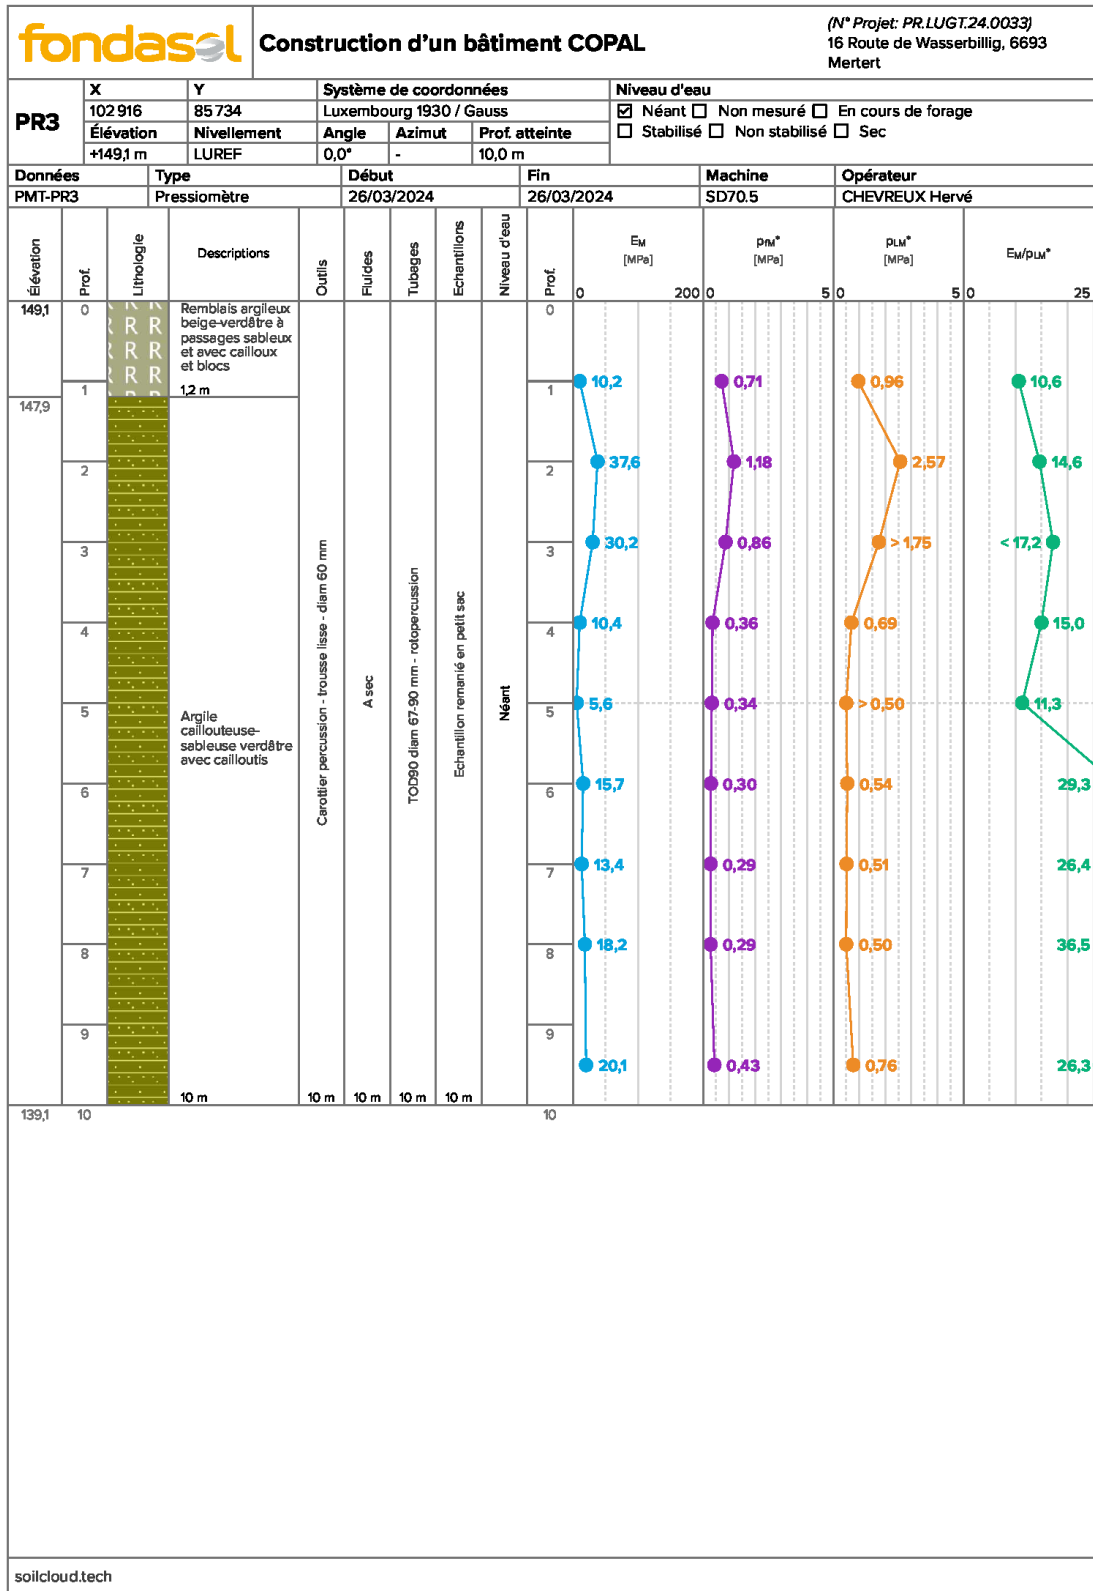 fondasol
Construction d'un bâtiment COPAL
(N° Projet: PR.LUGT.24.0033)
16 Route de Wasserbillig, 6693
Mertert
PR3
X Y Système de coordonnées Niveau d'eau
102 916 85 734 Luxembourg 1930 / Gauss
Néant Non mesuré En cours de forage
Élévation Nivellement Angle Azimut Prof. atteinte
Stabilisé Non stabilisé Sec
+149,1 m LUREF 0,0° - 10,0 m
Données Type Début Fin Machine Opérateur
PMT-PR3 Pressiomètre 26/03/2024 26/03/2024 SD70.5 CHEVREUX Hervé
Élévation
Prof.
Lithologie
Descriptions
Outils
Fluides
Tubages
Echantillons
Niveau d'eau
Prof.
EM pfM* pLM* EM/pLM*
[MPa] [MPa] [MPa]
0 200 0 5 0 5 0 25
149,1 0 0
R R R
R R R
R R R
R R R
R R R
Remblais argileux
beige-verdâtre à
passages sableux
et avec cailloux
et blocs
1,2 m
10,2 0,71 0,96 10,6
1 1
147,9
37,6 1,18 2,57 14,6
2 2
30,2 0,86 > 1,75 < 17,2
3 3
10,4 0,36 0,69 15,0
4 4
5,6 0,34 > 0,50 11,3
5 5
Argile
caillouteuse-
sableuse verdâtre
avec cailloutis
Carottier percussion - trousse lisse - diam 60 mm
A sec
TOD90 diam 67-90 mm - rotopercussion
Echantillon remanié en petit sac
Néant
15,7 0,30 0,54 29,3
6 6
13,4 0,29 0,51 26,4
7 7
18,2 0,29 0,50 36,5
8 8
9 9
20,1 0,43 0,76 26,3
10 m 10 m 10 m 10 m 10 m
139,1 10 10
soilcloud.tech